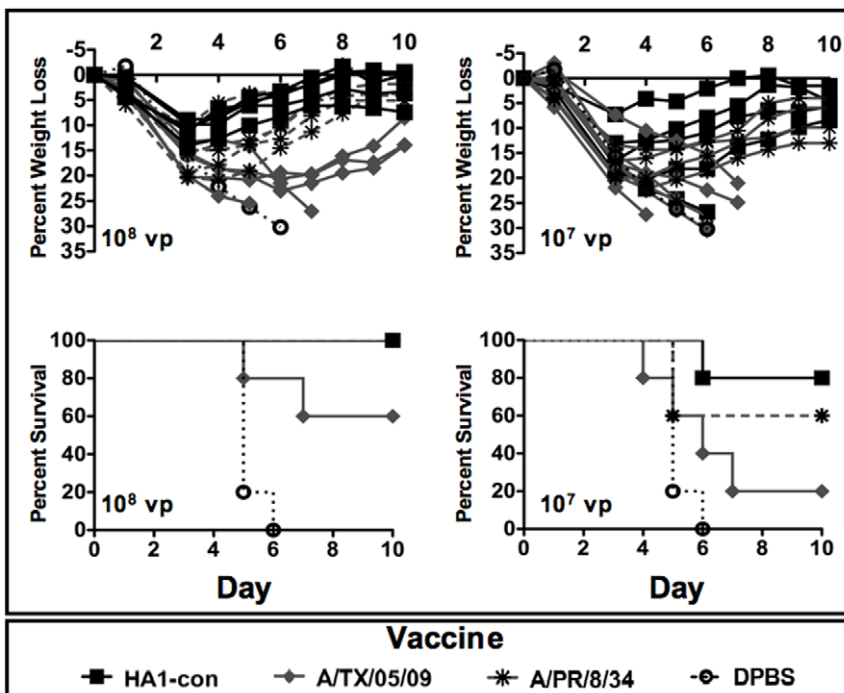 -5 2 4 6 8 10
0
5
10
15
20
25
30
35
Percent Weight Loss
10⁸ vp
-5 2 4 6 8 10
0
5
10
15
20
25
30
35
Percent Weight Loss
10⁷ vp
100
80
60
40
20
0
Percent Survival
10⁸ vp
0 2 4 6 8 10
Day
100
80
60
40
20
0
Percent Survival
10⁷ vp
0 2 4 6 8 10
Day
Vaccine
HA1-con A/TX/05/09 A/PR/8/34 DPBS